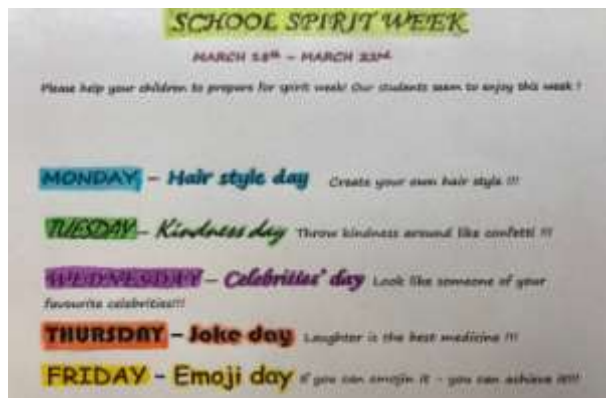 SCHOOL SPIRIT WEEK
MARCH 18th – MARCH 22nd
Please help your children to prepare for spirit week! Our students seem to enjoy this week !
MONDAY – Hair style day Create your own hair style !!!
TUESDAY – Kindness day Throw kindness around like confetti !!!
WEDNESDAY – Celebrities' day Look like someone of your
favourite celebrities!!!
THURSDAY – Joke day Laughter is the best medicine !!!
FRIDAY – Emoji day If you can emojin it – you can achieve it!!!!